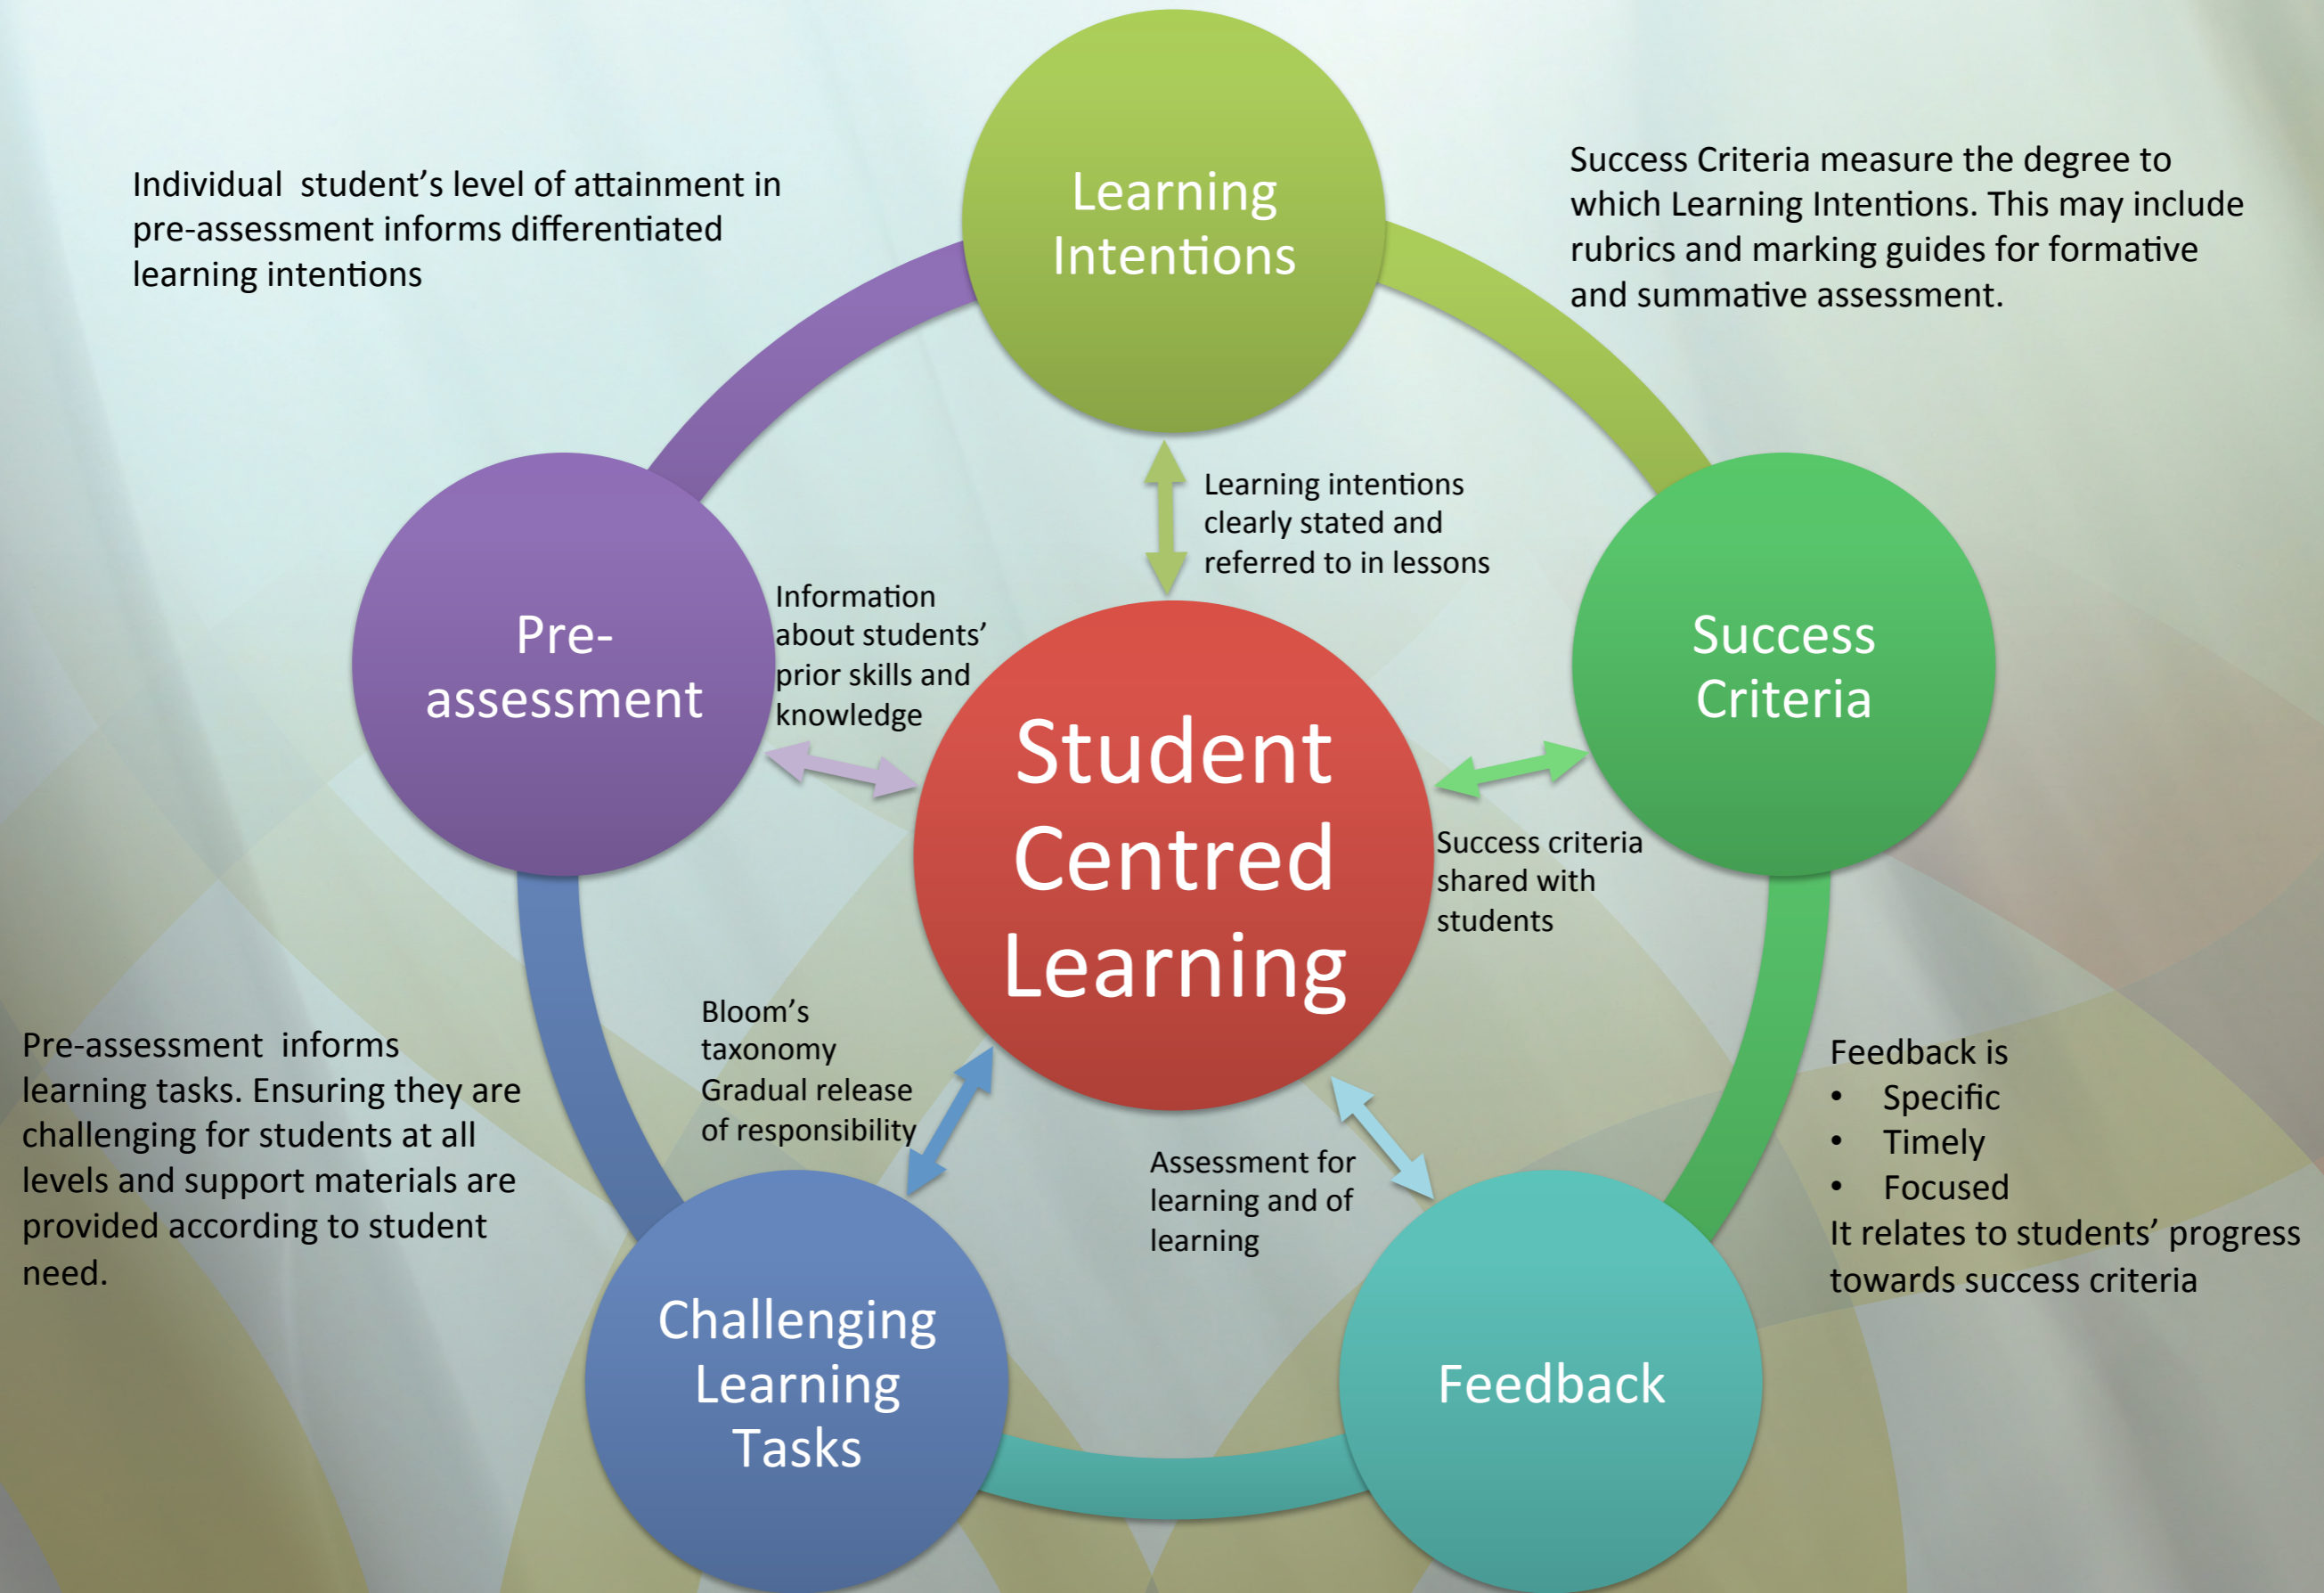 Learning
Intentions
Individual  student’s level of attainment in
pre-assessment informs differentiated
learning intentions
Success Criteria measure the degree to
which Learning Intentions. This may include
rubrics and marking guides for formative
and summative assessment.
Learning intentions
clearly stated and
referred to in lessons
Pre-
assessment
Information
about students’
prior skills and
knowledge
Success
Criteria
Student
Centred
Learning
Success criteria
shared with
students
Pre-assessment  informs
learning tasks. Ensuring they are
challenging for students at all
levels and support materials are
provided according to student
need.
Bloom’s
taxonomy
Gradual release
of responsibility
Assessment for
learning and of
learning
Feedback is
• Specific
• Timely
• Focused
It relates to students’ progress
towards success criteria
Challenging
Learning
Tasks
Feedback